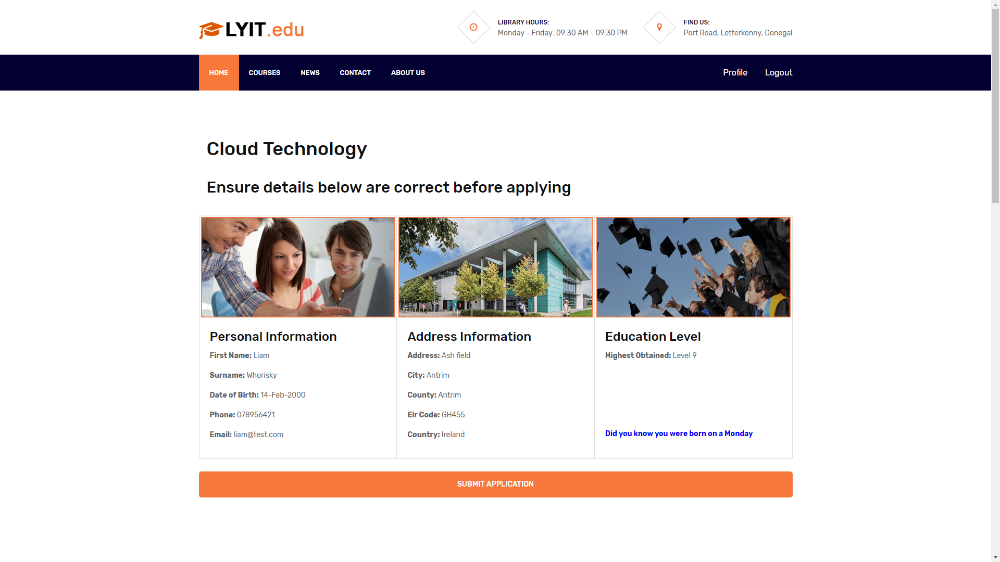 LYIT.edu
LIBRARY HOURS:
Monday - Friday: 09:30 AM - 09:30 PM
FIND US:
Port Road, Letterkenny, Donegal
HOME
COURSES
NEWS
CONTACT
ABOUT US
Profile
Logout
Cloud Technology
Ensure details below are correct before applying
Personal Information
First Name: Liam
Surname: Whorisky
Date of Birth: 14-Feb-2000
Phone: 078956421
Email: liam@test.com
Address Information
Address: Ash field
City: Antrim
County: Antrim
Eir Code: GH455
Country: Ireland
Education Level
Highest Obtained: Level 9
Did you know you were born on a Monday
SUBMIT APPLICATION